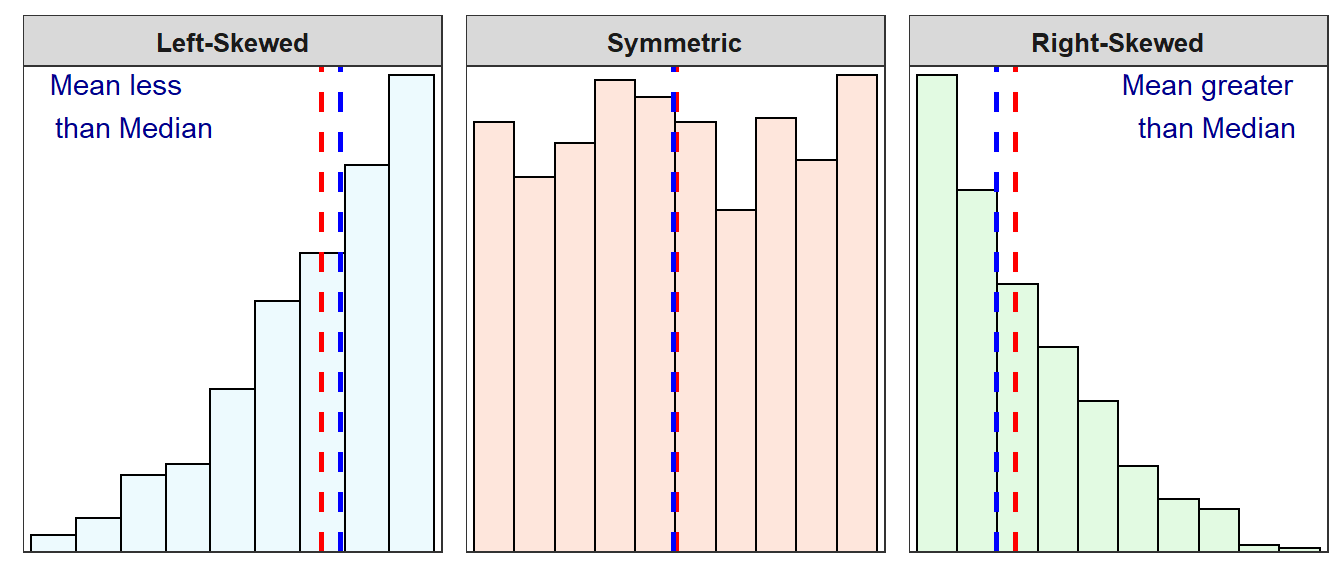 Left-Skewed
Mean less
than Median
Symmetric
Right-Skewed
Mean greater
than Median